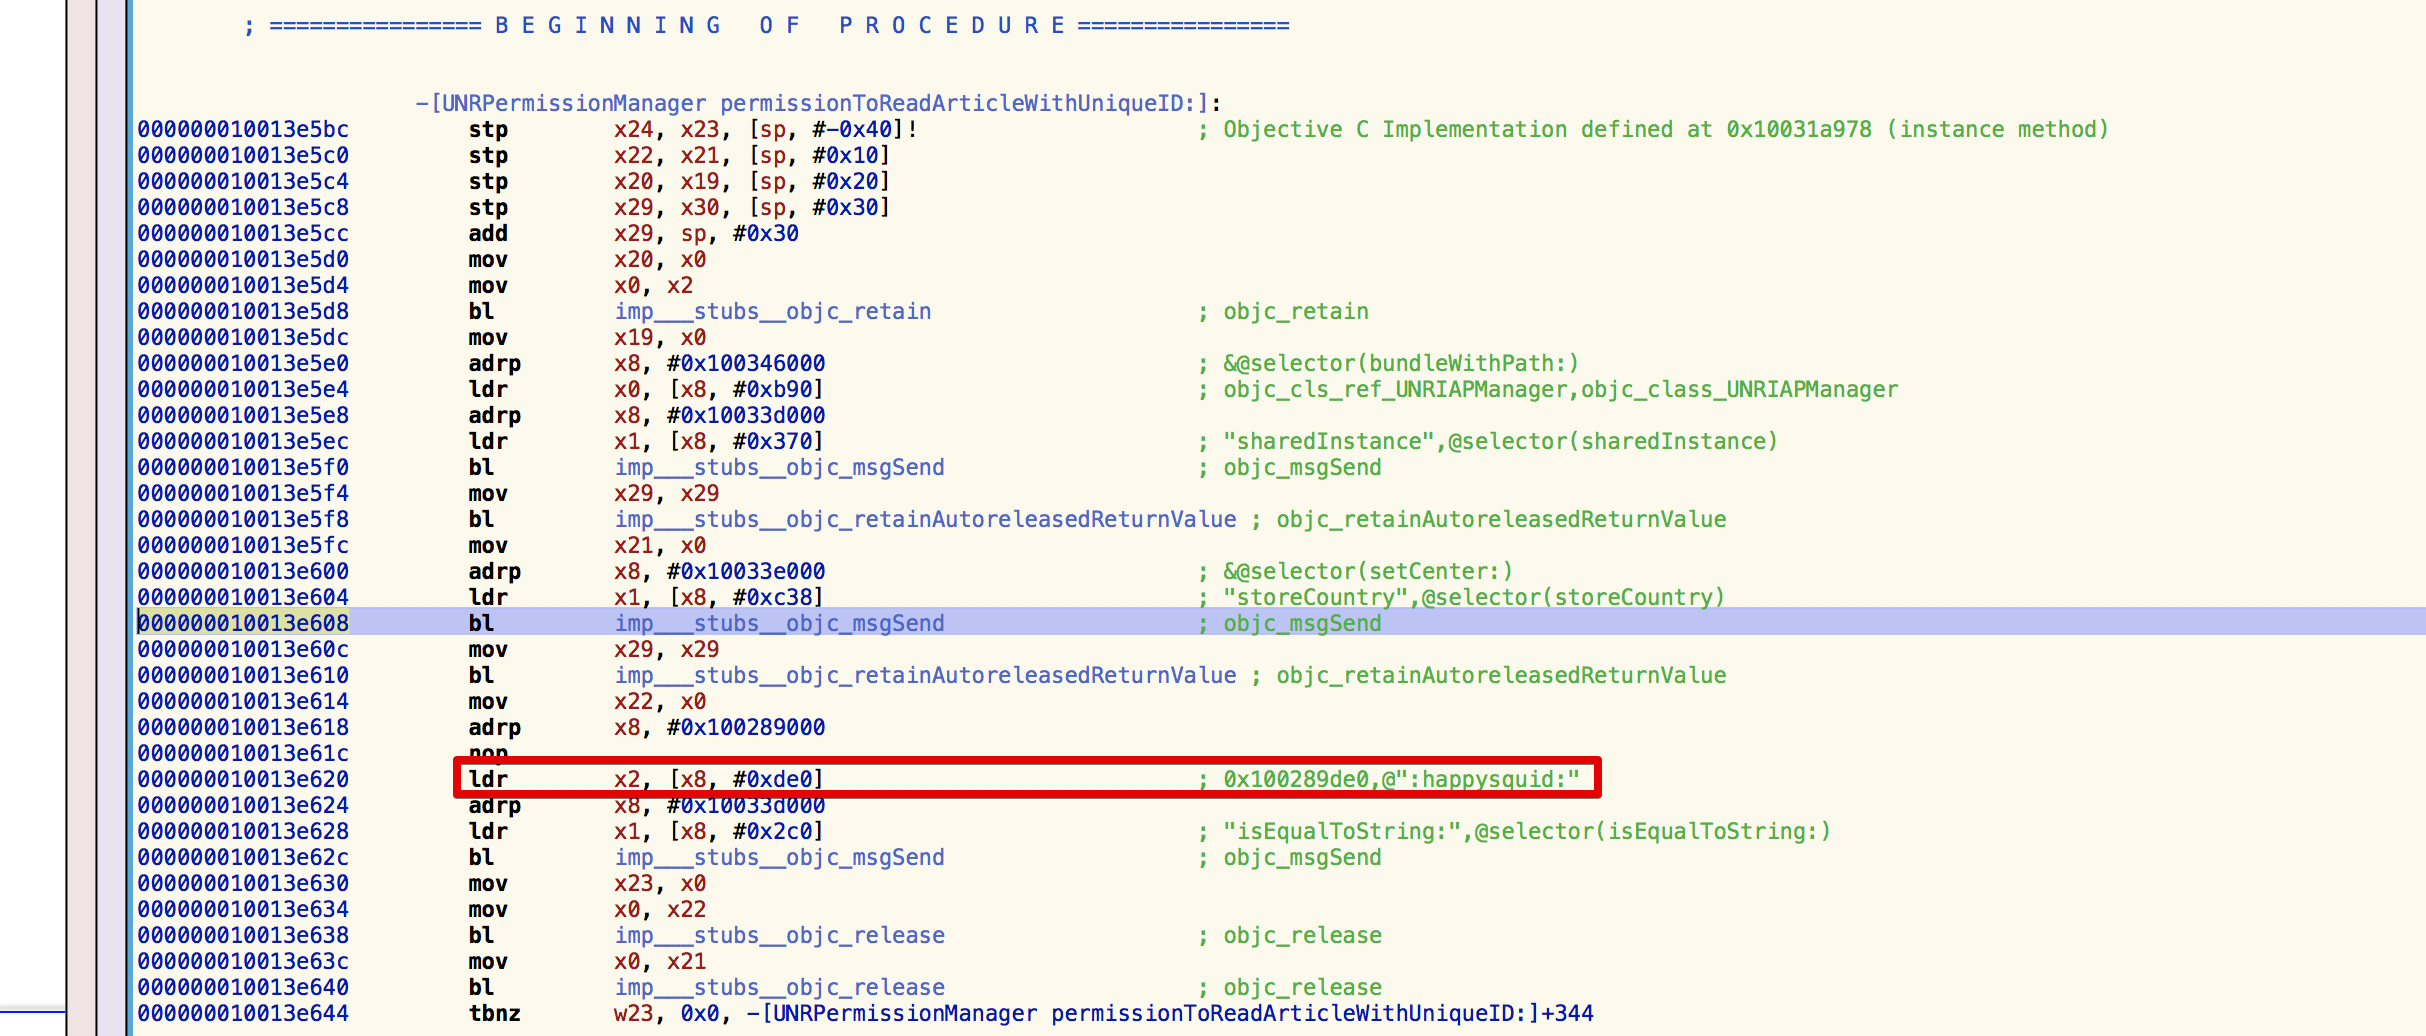 ; ================ B E G I N N I N G   O F   P R O C E D U R E ================
-[UNRPermissionManager permissionToReadArticleWithUniqueID:]:
000000010013e5bc stp x24, x23, [sp, #-0x40]! ; Objective C Implementation defined at 0x10031a978 (instance method)
000000010013e5c0 stp x22, x21, [sp, #0x10]
000000010013e5c4 stp x20, x19, [sp, #0x20]
000000010013e5c8 stp x29, x30, [sp, #0x30]
000000010013e5cc add x29, sp, #0x30
000000010013e5d0 mov x20, x0
000000010013e5d4 mov x0, x2
000000010013e5d8 bl imp___stubs__objc_retain ; objc_retain
000000010013e5dc mov x19, x0
000000010013e5e0 adrp x8, #0x100346000 ; &@selector(bundleWithPath:)
000000010013e5e4 ldr x0, [x8, #0xb90] ; objc_cls_ref_UNRIAPManager,objc_class_UNRIAPManager
000000010013e5e8 adrp x8, #0x10033d000
000000010013e5ec ldr x1, [x8, #0x370] ; "sharedInstance",@selector(sharedInstance)
000000010013e5f0 bl imp___stubs__objc_msgSend ; objc_msgSend
000000010013e5f4 mov x29, x29
000000010013e5f8 bl imp___stubs__objc_retainAutoreleasedReturnValue ; objc_retainAutoreleasedReturnValue
000000010013e5fc mov x21, x0
000000010013e600 adrp x8, #0x10033e000 ; &@selector(setCenter:)
000000010013e604 ldr x1, [x8, #0xc38] ; "storeCountry",@selector(storeCountry)
000000010013e608 bl imp___stubs__objc_msgSend ; objc_msgSend
000000010013e60c mov x29, x29
000000010013e610 bl imp___stubs__objc_retainAutoreleasedReturnValue ; objc_retainAutoreleasedReturnValue
000000010013e614 mov x22, x0
000000010013e618 adrp x8, #0x100289000
000000010013e61c nop
000000010013e620 ldr x2, [x8, #0xde0] ; 0x100289de0,@":happysquid:"
000000010013e624 adrp x8, #0x10033d000
000000010013e628 ldr x1, [x8, #0x2c0] ; "isEqualToString:",@selector(isEqualToString:)
000000010013e62c bl imp___stubs__objc_msgSend ; objc_msgSend
000000010013e630 mov x23, x0
000000010013e634 mov x0, x22
000000010013e638 bl imp___stubs__objc_release ; objc_release
000000010013e63c mov x0, x21
000000010013e640 bl imp___stubs__objc_release ; objc_release
000000010013e644 tbnz w23, 0x0, -[UNRPermissionManager permissionToReadArticleWithUniqueID:]+344